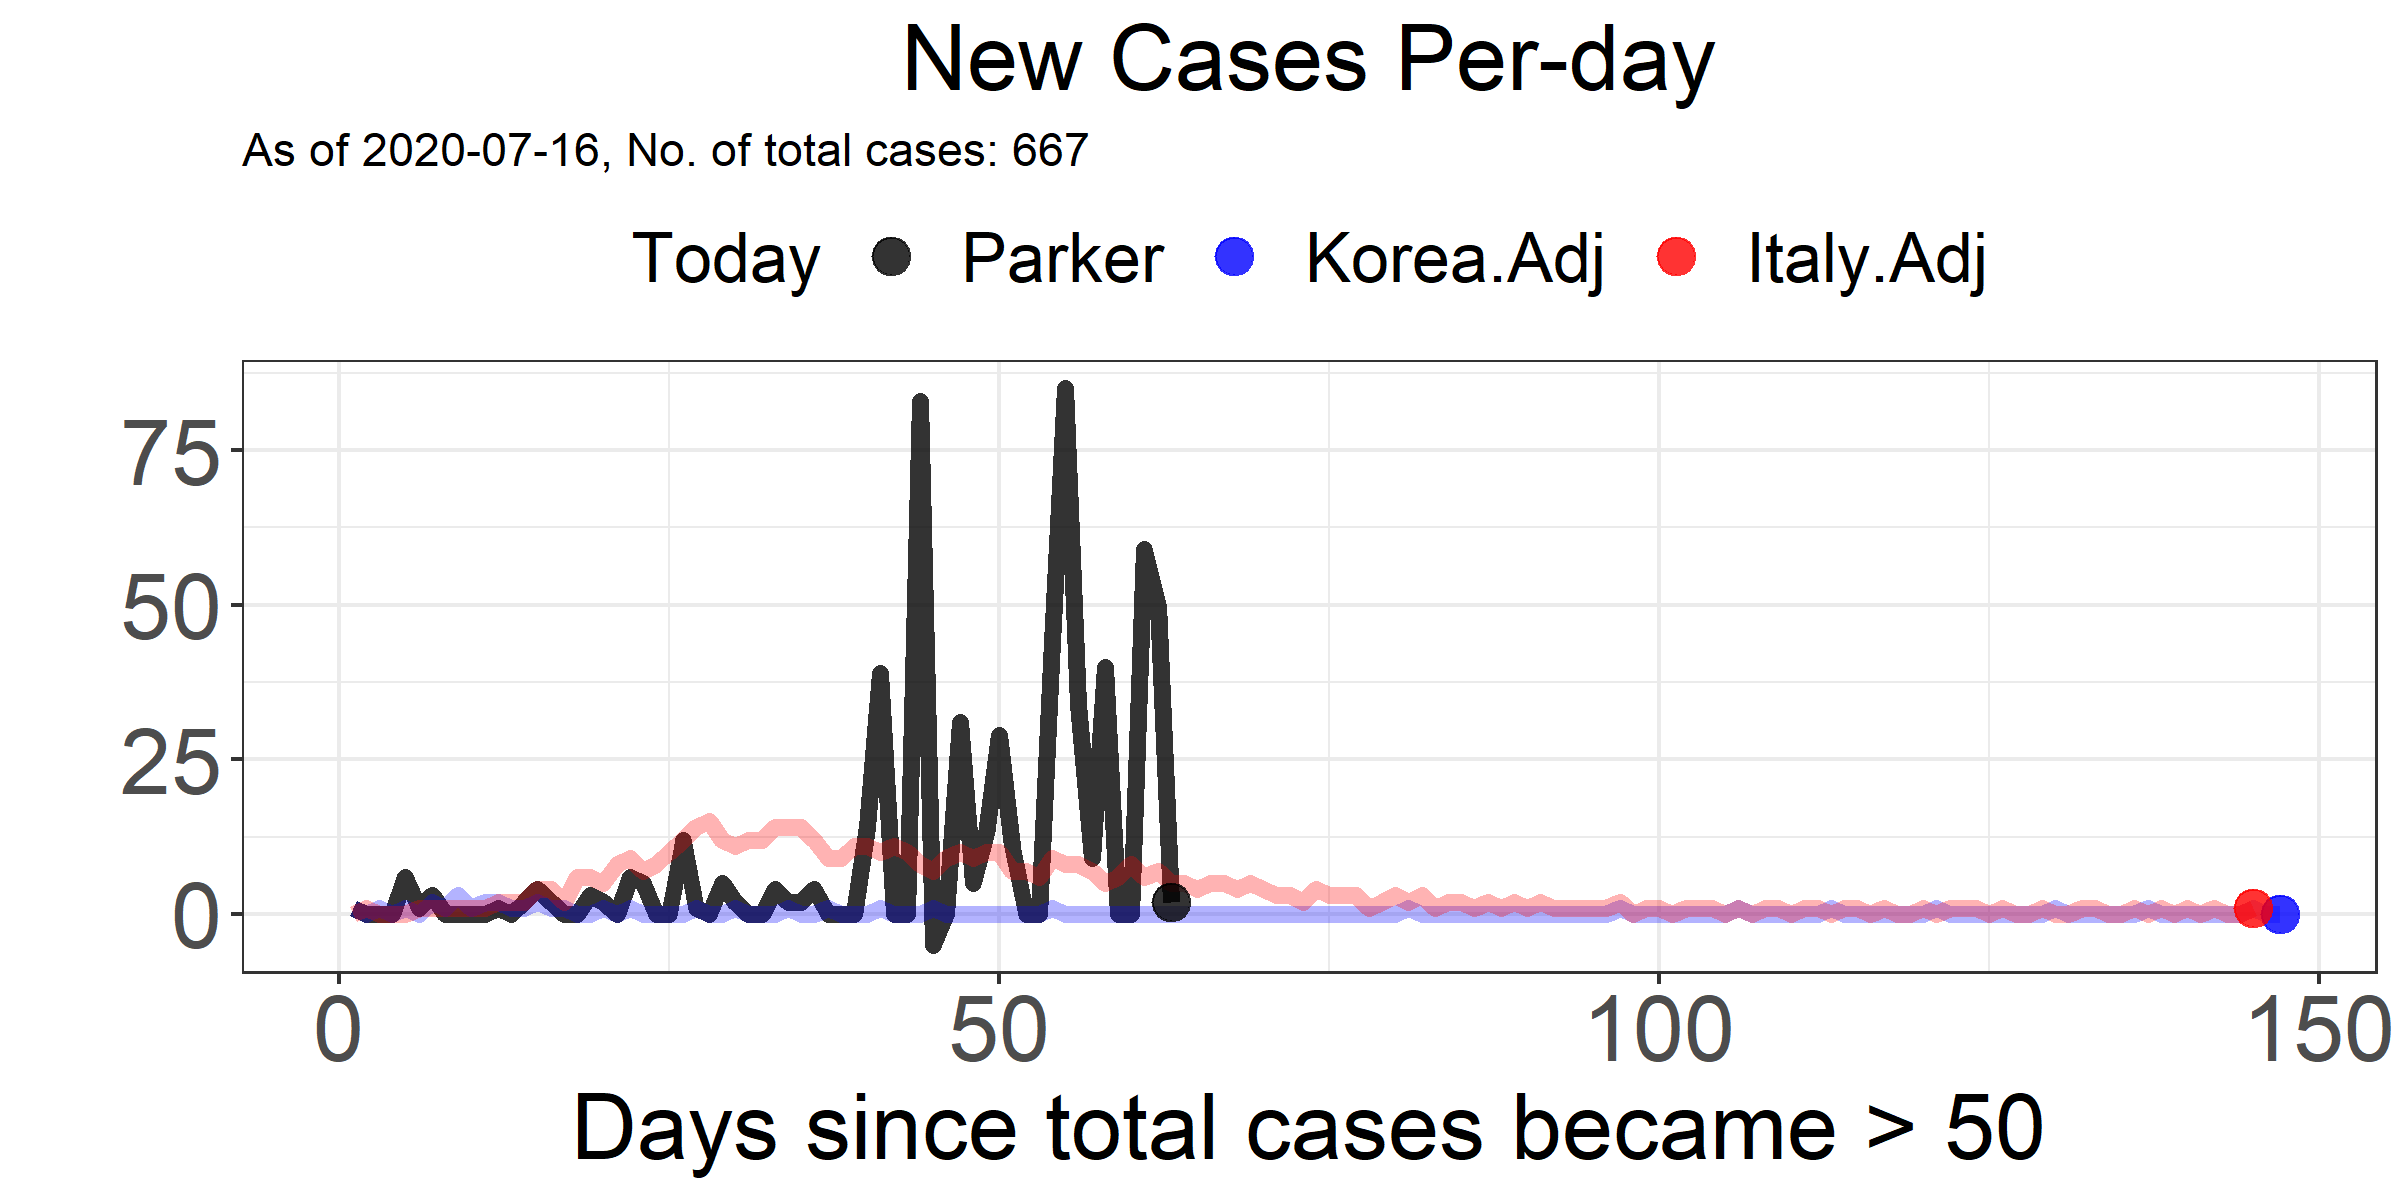 New Cases Per-day
As of 2020-07-16, No. of total cases: 667
Today Parker Korea.Adj Italy.Adj
75
50
25
0
0 50 100 150
Days since total cases became > 50